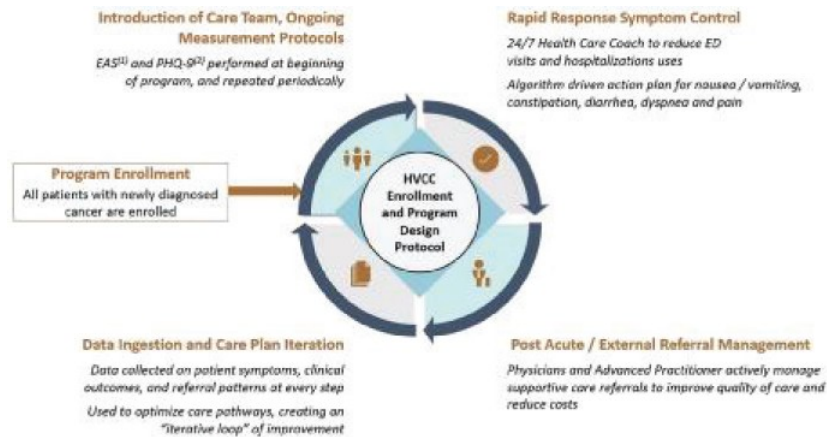 Introduction of Care Team, Ongoing
Measurement Protocols
EAS(1) and PHQ-9(2) performed at beginning
of program, and repeated periodically
Rapid Response Symptom Control
24/7 Health Care Coach to reduce ED
visits and hospitalizations uses
Algorithm driven action plan for nausea / vomiting,
constipation, diarrhea, dyspnea and pain
Program Enrollment
All patients with newly diagnosed
cancer are enrolled
HVCC
Enrollment
and Program
Design
Protocol
Data Ingestion and Care Plan Iteration
Data collected on patient symptoms, clinical
outcomes, and referral patterns at every step
Used to optimize care pathways, creating an
"iterative loop" of improvement
Post Acute / External Referral Management
Physicians and Advanced Practitioner actively manage
supportive care referrals to improve quality of care and
reduce costs